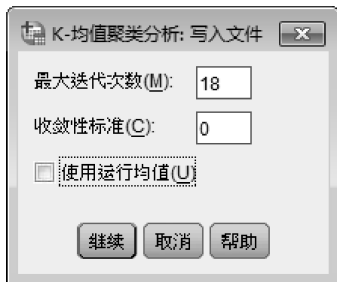 K-均值聚类分析: 写入文件
最大迭代次数(M): 18
收敛性标准(C): 0
使用运行均值(U)
继续 取消 帮助